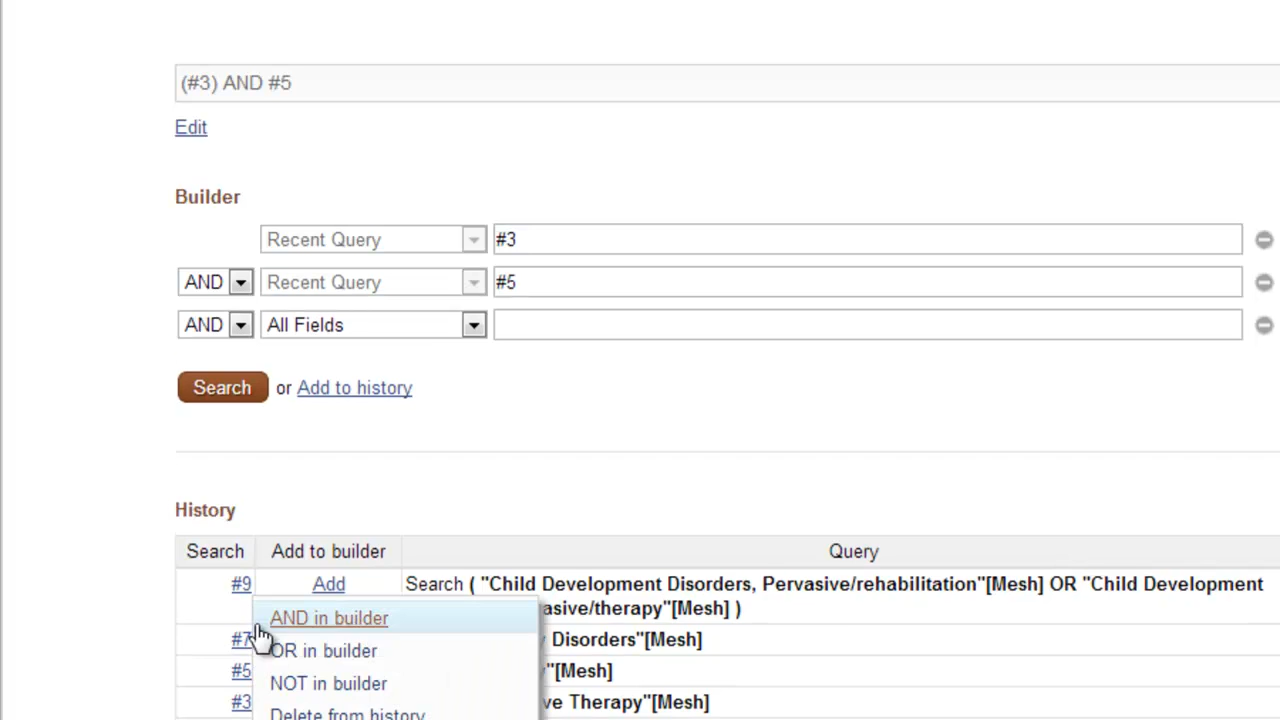 (#3) AND #5
Edit
Builder
Recent Query #3
AND Recent Query #5
AND All Fields
Search or Add to history
History
Search Add to builder Query
#9 Add Search ( "Child Development Disorders, Pervasive/rehabilitation"[Mesh] OR "Child Development
AND in builder asive/therapy"[Mesh] )
#7 Disorders"[Mesh]
OR in builder
#5 "[Mesh]
NOT in builder
#3 ve Therapy"[Mesh]
Delete from history